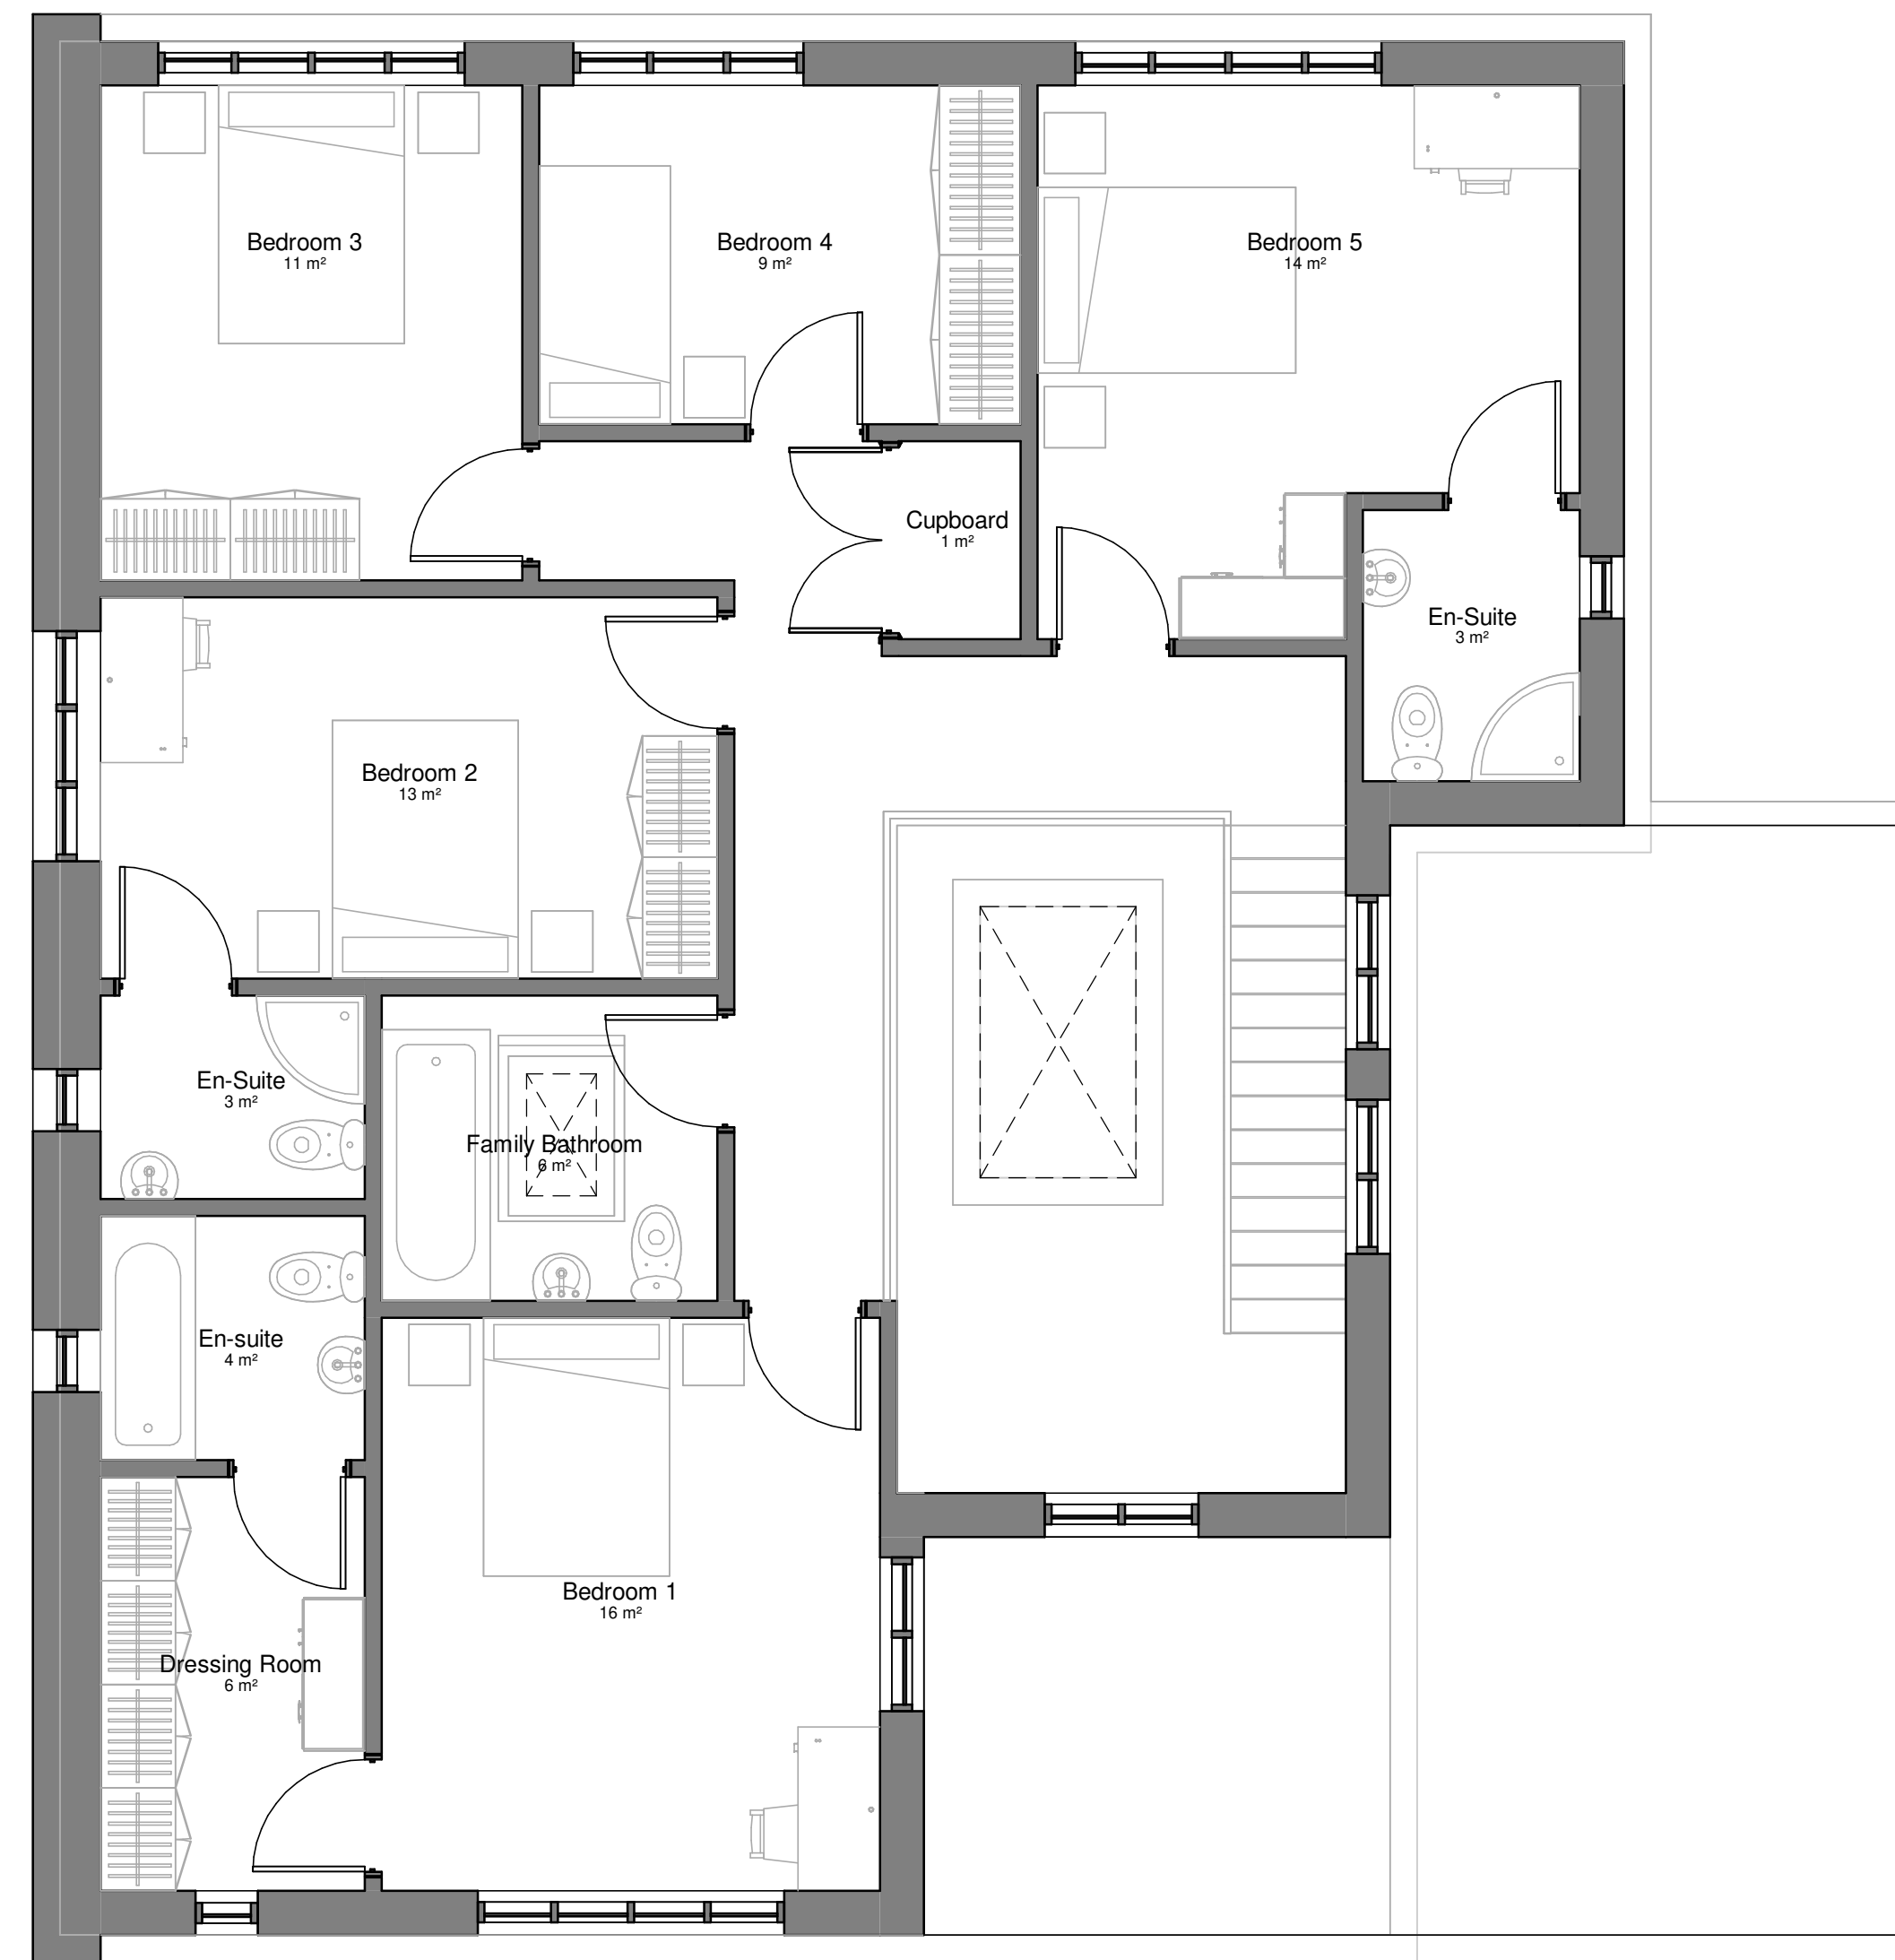 Bedroom 3
11 m²
Bedroom 4
9 m²
Bedroom 5
14 m²
Cupboard
1 m²
En-Suite
3 m²
Bedroom 2
13 m²
En-Suite
3 m²
Family Bathroom
6 m²
En-suite
4 m²
Bedroom 1
16 m²
Dressing Room
6 m²